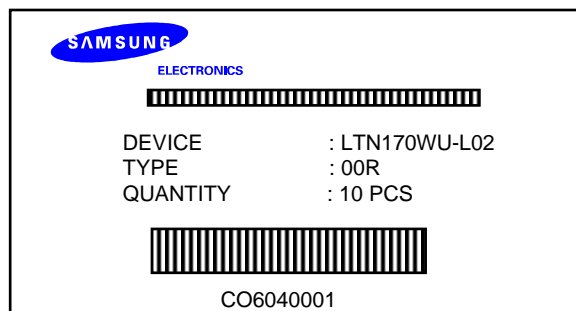 SAMSUNG
ELECTRONICS
DEVICE : LTN170WU-L02
TYPE : 00R
QUANTITY : 10 PCS
CO6040001